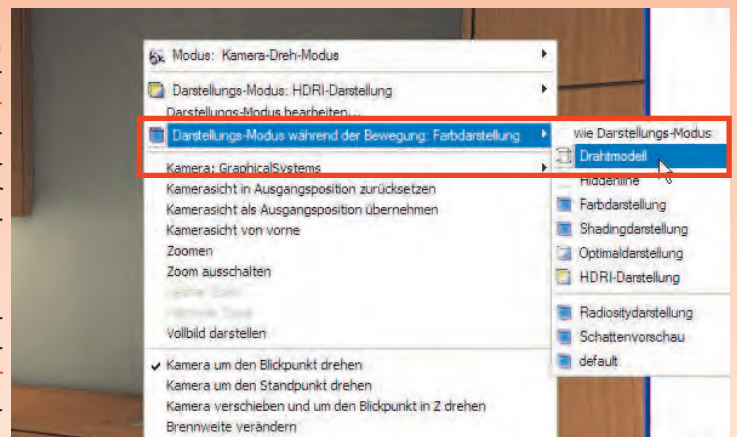 Modus: Kamera-Dreh-Modus
Darstellungs-Modus: HDRI-Darstellung
Darstellungs-Modus bearbeiten...
Darstellungs-Modus während der Bewegung: Farbdarstellung
Kamera: GraphicalSystems
Kamerasicht in Ausgangsposition zurücksetzen
Kamerasicht als Ausgangsposition übernehmen
Kamerasicht von vorne
Zoomen
Zoom ausschalten
Vollbild darstellen
Kamera um den Blickpunkt drehen
Kamera um den Standpunkt drehen
Kamera verschieben und um den Blickpunkt in Z drehen
Brennweite verändern
wie Darstellungs-Modus
Drahtmodell
Hiddenline
Farbdarstellung
Shadingdarstellung
Optimaldarstellung
HDRI-Darstellung
Radiositydarstellung
Schattenvorschau
default